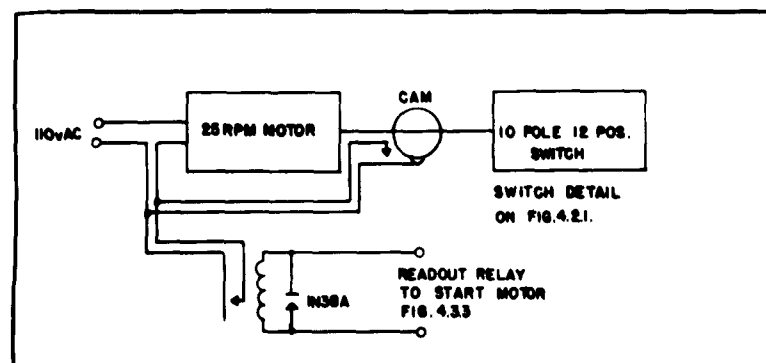 CAM
110vAC
25 RPM MOTOR
10 POLE 12 POS.
SWITCH
SWITCH DETAIL
ON FIG.4.2.1.
1N38A
READOUT RELAY
TO START MOTOR
FIG. 4.3.3